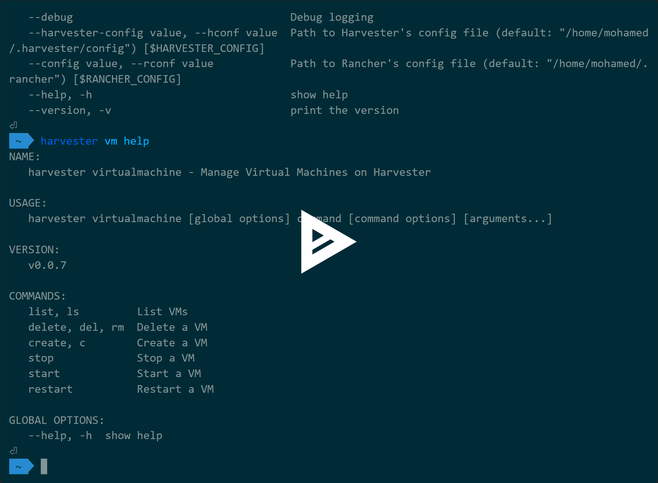 --debug Debug logging
--harvester-config value, --hconf value Path to Harvester's config file (default: "/home/mohamed
/.harvester/config") [$HARVESTER_CONFIG]
--config value, --rconf value Path to Rancher's config file (default: "/home/mohamed/.
rancher") [$RANCHER_CONFIG]
--help, -h show help
--version, -v print the version
⏎
~ harvester vm help
NAME:
harvester virtualmachine - Manage Virtual Machines on Harvester
USAGE:
harvester virtualmachine [global options] command [command options] [arguments...]
VERSION:
v0.0.7
COMMANDS:
list, ls List VMs
delete, del, rm Delete a VM
create, c Create a VM
stop Stop a VM
start Start a VM
restart Restart a VM
GLOBAL OPTIONS:
--help, -h show help
⏎
~